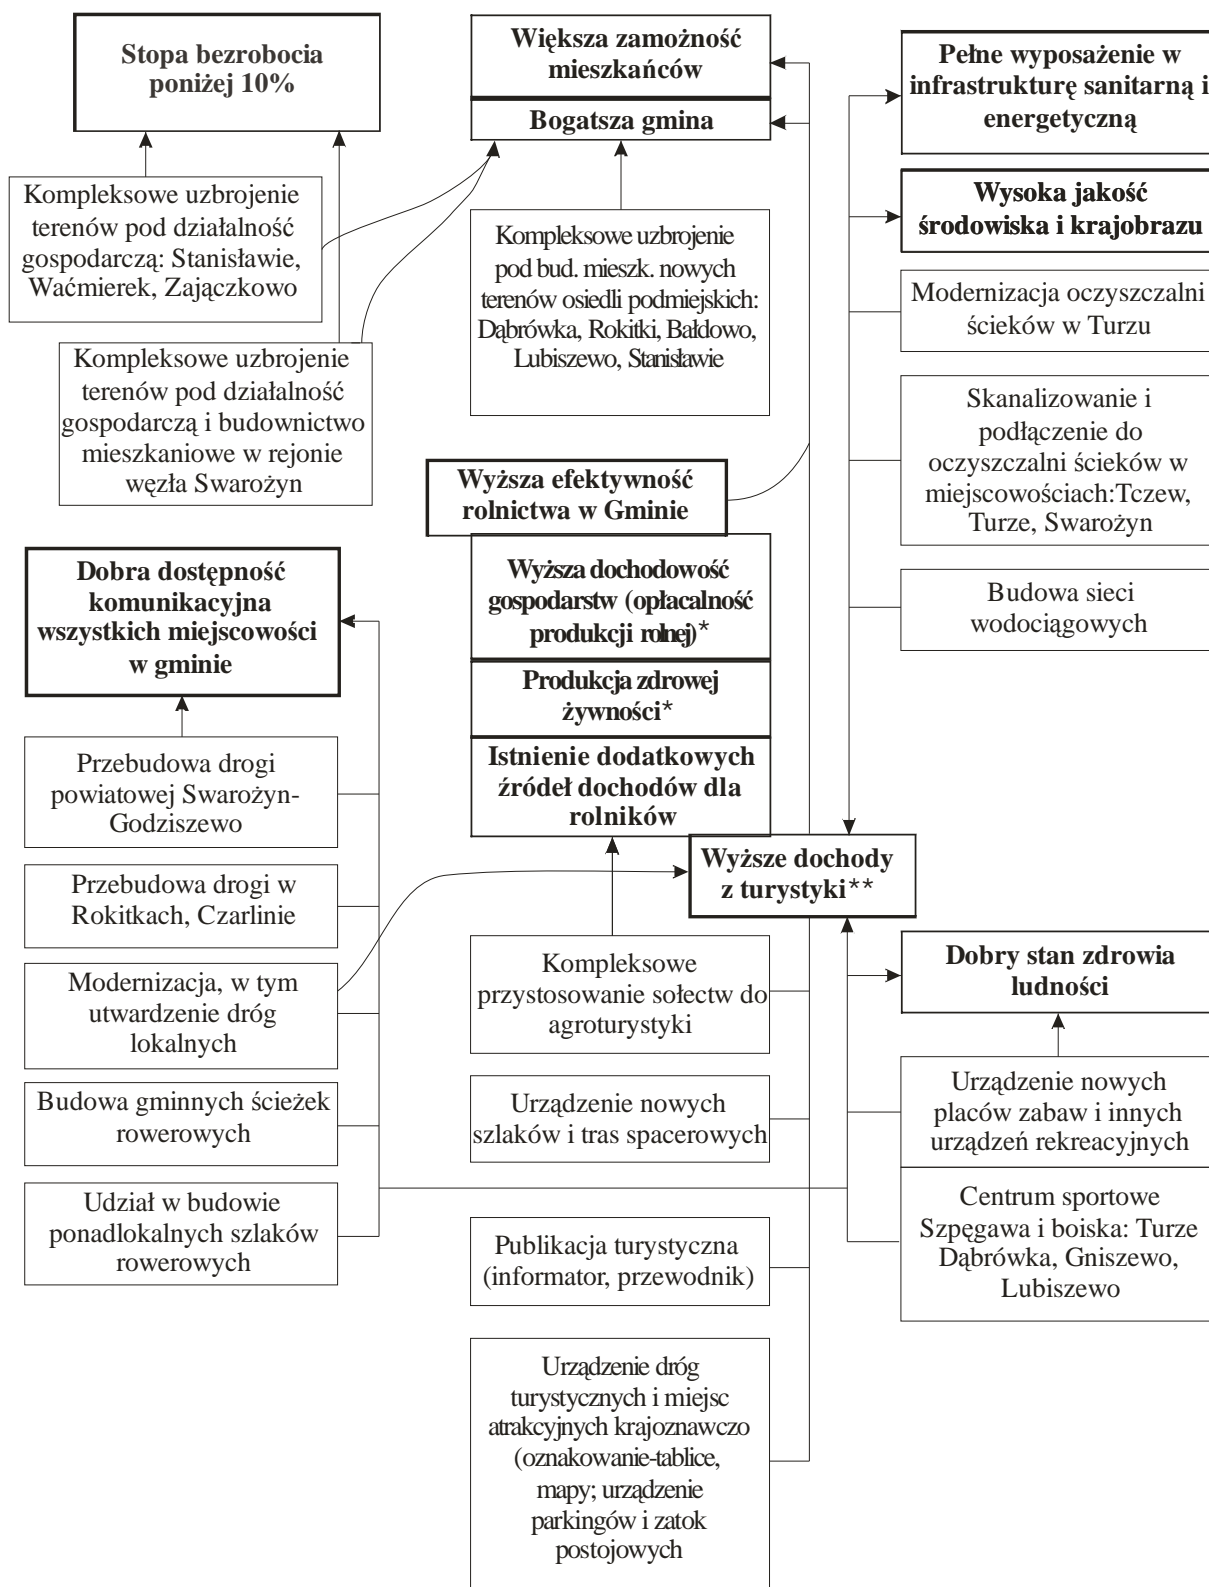 Stopa bezrobocia
poniżej 10%
Większa zamożność
mieszkańców
Bogatsza gmina
Pełne wyposażenie w
infrastrukturę sanitarną i
energetyczną
Wysoka jakość
środowiska i krajobrazu
Kompleksowe uzbrojenie
terenów pod działalność
gospodarczą: Stanisławie,
Waćmierek, Zajączkowo
Kompleksowe uzbrojenie
terenów pod działalność
gospodarczą i budownictwo
mieszkaniowe w rejonie
węzła Swarożyn
Kompleksowe uzbrojenie
pod bud. mieszk. nowych
terenów osiedli podmiejskich:
Dąbrówka, Rokitki, Bałdowo,
Lubiszewo, Stanisławie
Modernizacja oczyszczalni
ścieków w Turzu
Skanalizowanie i
podłączenie do
oczyszczalni ścieków w
miejscowościach:Tczew,
Turze, Swarożyn
Budowa sieci
wodociągowych
Wyższa efektywność
rolnictwa w Gminie
Wyższa dochodowość
gospodarstw (opłacalność
produkcji rolnej)*
Produkcja zdrowej
żywności*
Istnienie dodatkowych
źródeł dochodów dla
rolników
Dobra dostępność
komunikacyjna
wszystkich miejscowości
w gminie
Przebudowa drogi
powiatowej Swarożyn-
Godziszewo
Przebudowa drogi w
Rokitkach, Czarlinie
Modernizacja, w tym
utwardzenie dróg
lokalnych
Budowa gminnych ścieżek
rowerowych
Udział w budowie
ponadlokalnych szlaków
rowerowych
Wyższe dochody
z turystyki**
Kompleksowe
przystosowanie sołectw do
agroturystyki
Urządzenie nowych
szlaków i tras spacerowych
Publikacja turystyczna
(informator, przewodnik)
Urządzenie dróg
turystycznych i miejsc
atrakcyjnych krajoznawczo
(oznakowanie-tablice,
mapy; urządzenie
parkingów i zatok
postojowych
Dobry stan zdrowia
ludności
Urządzenie nowych
placów zabaw i innych
urządzeń rekreacyjnych
Centrum sportowe
Szpęgawa i boiska: Turze
Dąbrówka, Gniszewo,
Lubiszewo